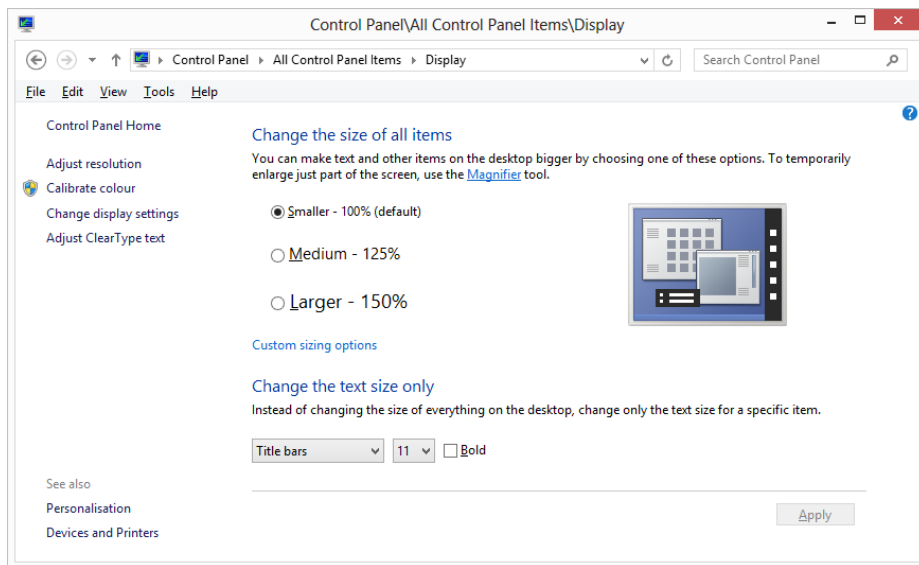 Control Panel\All Control Panel Items\Display
Control Panel All Control Panel Items Display
Search Control Panel
File Edit View Tools Help
Control Panel Home
Adjust resolution
Calibrate colour
Change display settings
Adjust ClearType text
Change the size of all items
You can make text and other items on the desktop bigger by choosing one of these options. To temporarily
enlarge just part of the screen, use the Magnifier tool.
Smaller - 100% (default)
Medium - 125%
Larger - 150%
Custom sizing options
Change the text size only
Instead of changing the size of everything on the desktop, change only the text size for a specific item.
Title bars 11 Bold
See also
Personalisation
Devices and Printers
Apply